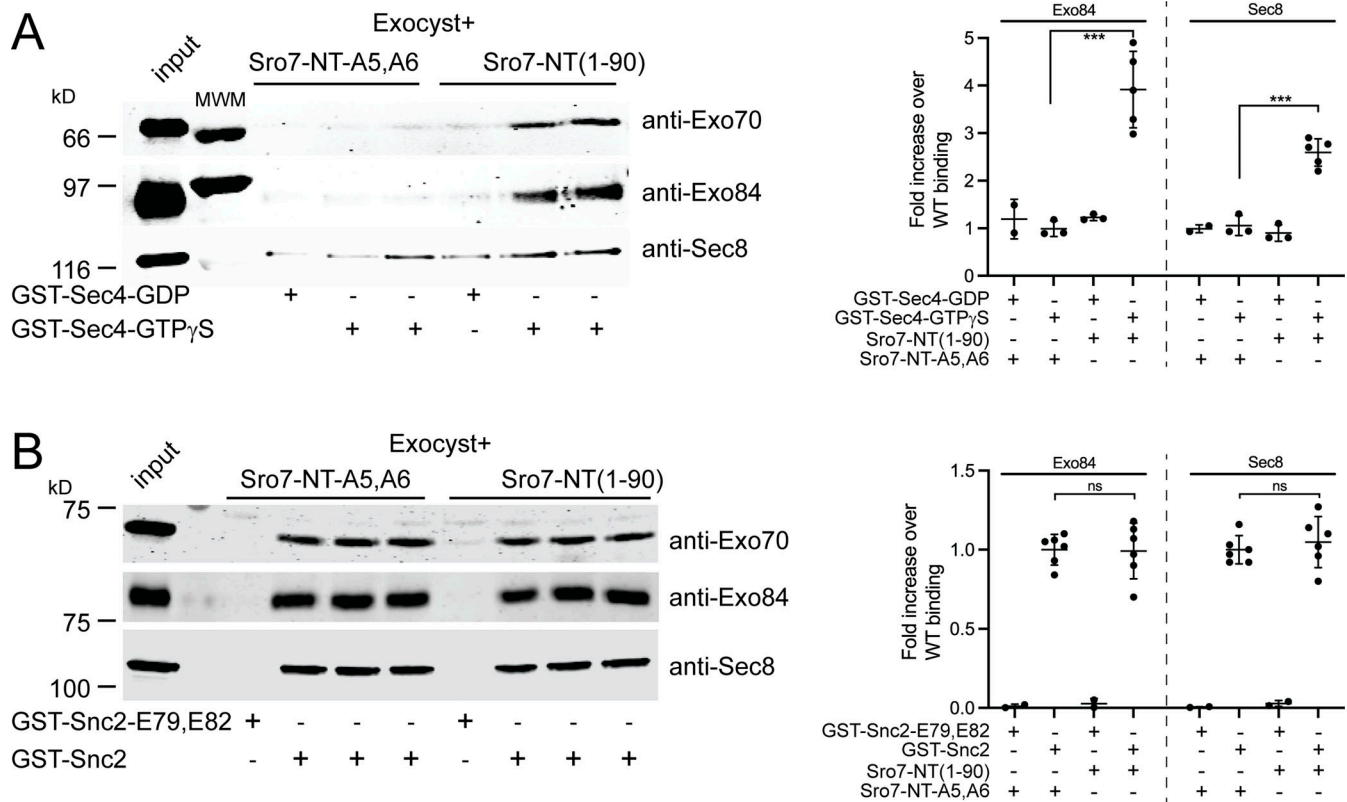 A
Exocyst+
input
Sro7-NT-A5,A6
Sro7-NT(1-90)
kD
MWM
66
anti-Exo70
97
anti-Exo84
116
anti-Sec8
GST-Sec4-GDP + - - + - -
GST-Sec4-GTPγS - + + - + +
Exo84 Sec8
*** ***
Fold increase over
WT binding
5
4
3
2
1
0
GST-Sec4-GDP + - + - + - + -
GST-Sec4-GTPγS - + - + - + - +
Sro7-NT(1-90) - - + + - - + +
Sro7-NT-A5,A6 + + - - + + - -
B
Exocyst+
input
Sro7-NT-A5,A6
Sro7-NT(1-90)
kD
75
anti-Exo70
anti-Exo84
75
anti-Sec8
100
GST-Snc2-E79,E82 + - - - + - - -
GST-Snc2 - + + + - + + +
Exo84 Sec8
ns ns
Fold increase over
WT binding
1.5
1.0
0.5
0.0
GST-Snc2-E79,E82 + - + - + - + -
GST-Snc2 - + - + - + - +
Sro7-NT(1-90) - - + + - - + +
Sro7-NT-A5,A6 + + - - + + - -